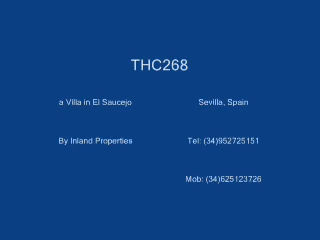 THC268
a Villa in El Saucejo Sevilla, Spain
By Inland Properties Tel: (34)952725151
Mob: (34)625123726